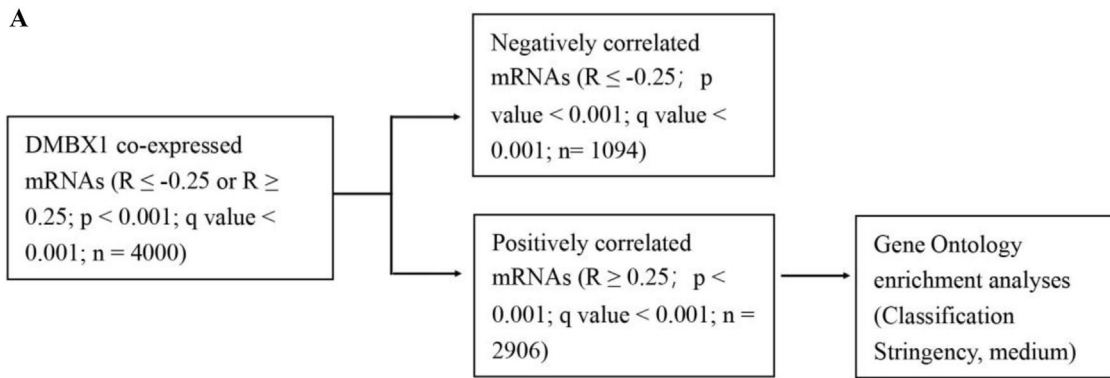 A
DMBX1 co-expressed
mRNAs (R ≤ -0.25 or R ≥
0.25; p < 0.001; q value <
0.001; n = 4000)
Negatively correlated
mRNAs (R ≤ -0.25; p
value < 0.001; q value <
0.001; n= 1094)
Positively correlated
mRNAs (R ≥ 0.25; p <
0.001; q value < 0.001; n =
2906)
Gene Ontology
enrichment analyses
(Classification
Stringency, medium)